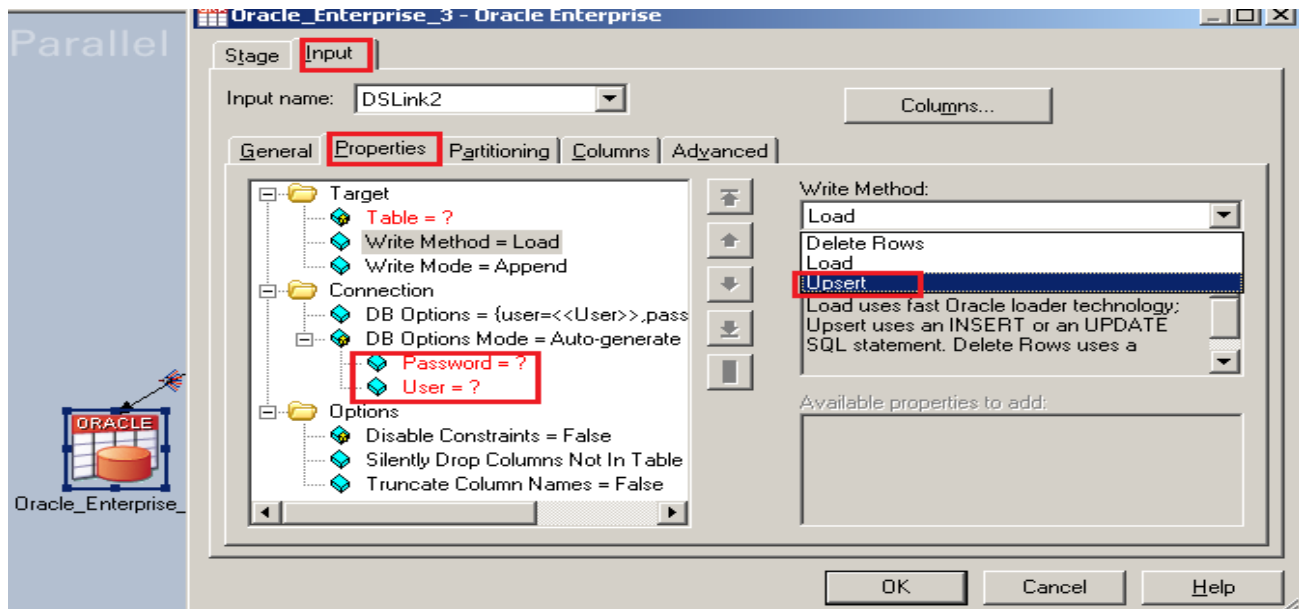 Oracle_Enterprise_3 - Oracle Enterprise
Parallel
Stage Input
Input name: DSLink2 Columns...
General Properties Partitioning Columns Advanced
Target
Table = ?
Write Method = Load
Write Mode = Append
Connection
DB Options = {user=<<User>>,pass
DB Options Mode = Auto-generate
Password = ?
User = ?
Options
Disable Constraints = False
Silently Drop Columns Not In Table
Truncate Column Names = False
Write Method:
Load
Delete Rows
Load
Upsert
Load uses fast Oracle loader technology;
Upsert uses an INSERT or an UPDATE
SQL statement. Delete Rows uses a
Available properties to add:
ORACLE
Oracle_Enterprise_
OK Cancel Help